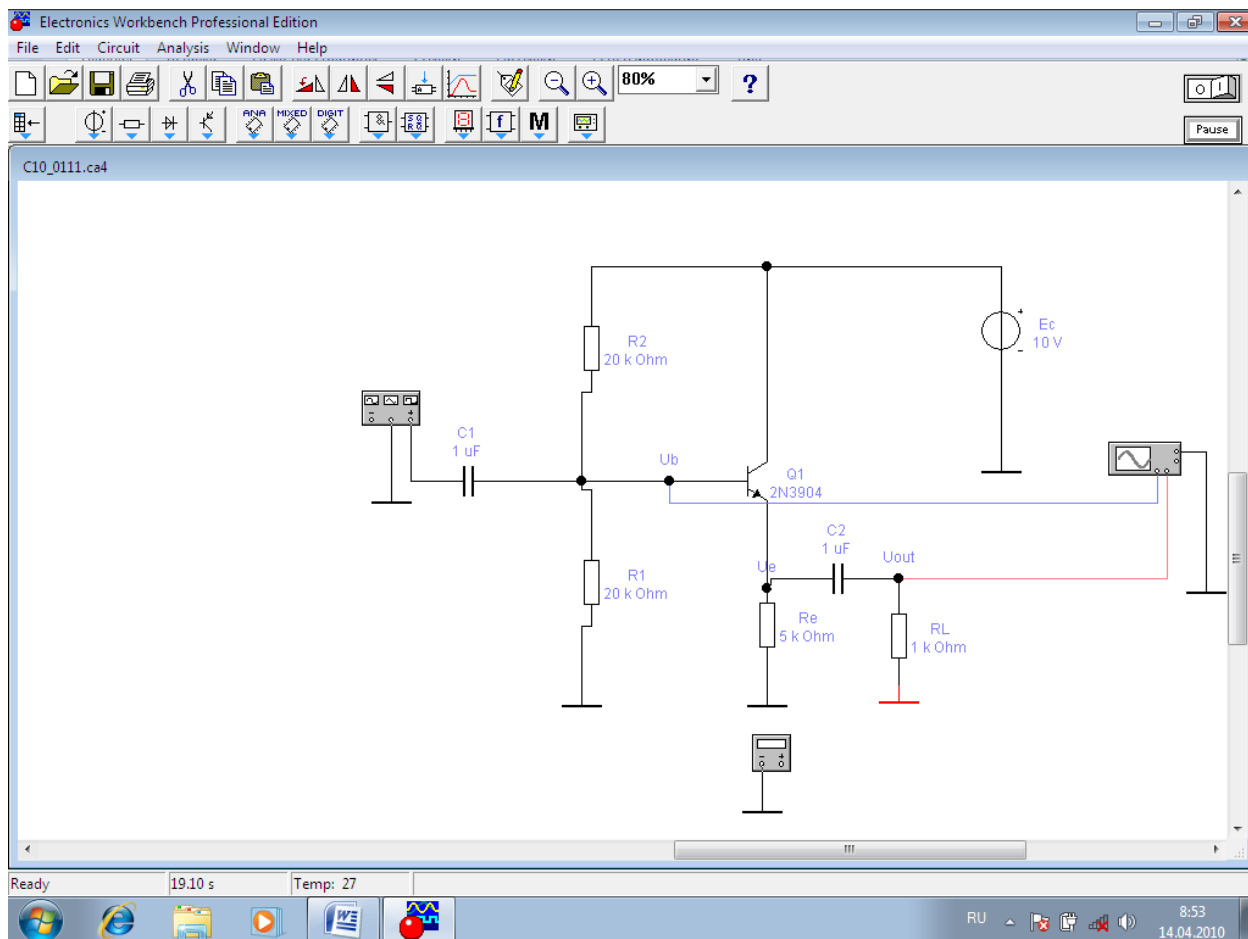 Electronics Workbench Professional Edition
File Edit Circuit Analysis Window Help
80%
?
ANA MIXED DIGIT
&
f M
Pause
C10_0111.ca4
R2
20 k Ohm
Ec
10 V
C1
1 uF
Ub
Q1
2N3904
C2
1 uF
Uout
Ue
R1
20 k Ohm
Re
5 k Ohm
RL
1 k Ohm
Ready 19.10 s Temp: 27
RU 8:53
14.04.2010